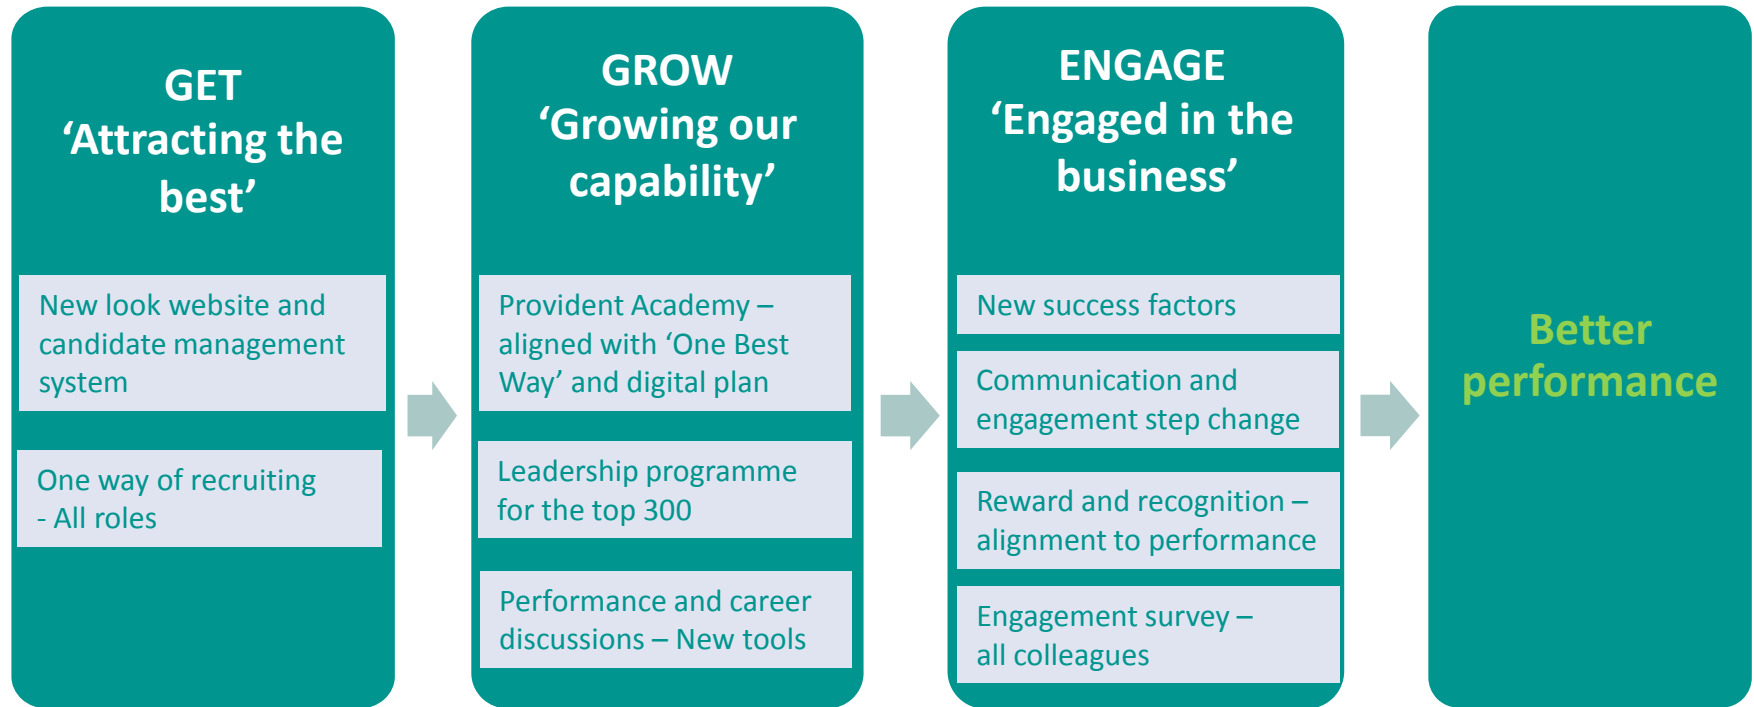 GET
‘Attracting the
best’
New look website and
candidate management
system
One way of recruiting
- All roles
GROW
‘Growing our
capability’
Provident Academy –
aligned with ‘One Best
Way’ and digital plan
Leadership programme
for the top 300
Performance and career
discussions – New tools
ENGAGE
‘Engaged in the
business’
New success factors
Communication and
engagement step change
Reward and recognition –
alignment to performance
Engagement survey –
all colleagues
Better
performance